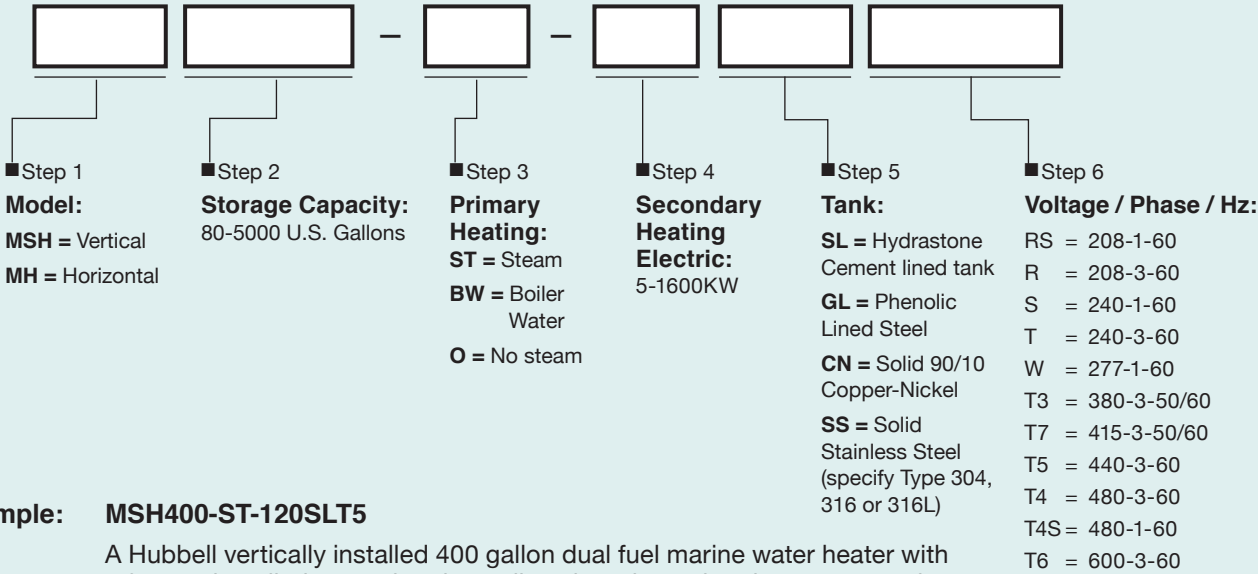 Step 1
Model:
MSH = Vertical
MH = Horizontal
Step 2
Storage Capacity:
80-5000 U.S. Gallons
Step 3
Primary
Heating:
ST = Steam
BW = Boiler
Water
O = No steam
Step 4
Secondary
Heating
Electric:
5-1600KW
Step 5
Tank:
SL = Hydrastone
Cement lined tank
GL = Phenolic
Lined Steel
CN = Solid 90/10
Copper-Nickel
SS = Solid
Stainless Steel
(specify Type 304,
316 or 316L)
Step 6
Voltage / Phase / Hz:
RS = 208-1-60
R = 208-3-60
S = 240-1-60
T = 240-3-60
W = 277-1-60
T3 = 380-3-50/60
T7 = 415-3-50/60
T5 = 440-3-60
T4 = 480-3-60
T4S = 480-1-60
T6 = 600-3-60
mple: MSH400-ST-120SLT5
A Hubbell vertically installed 400 gallon dual fuel marine water heater with